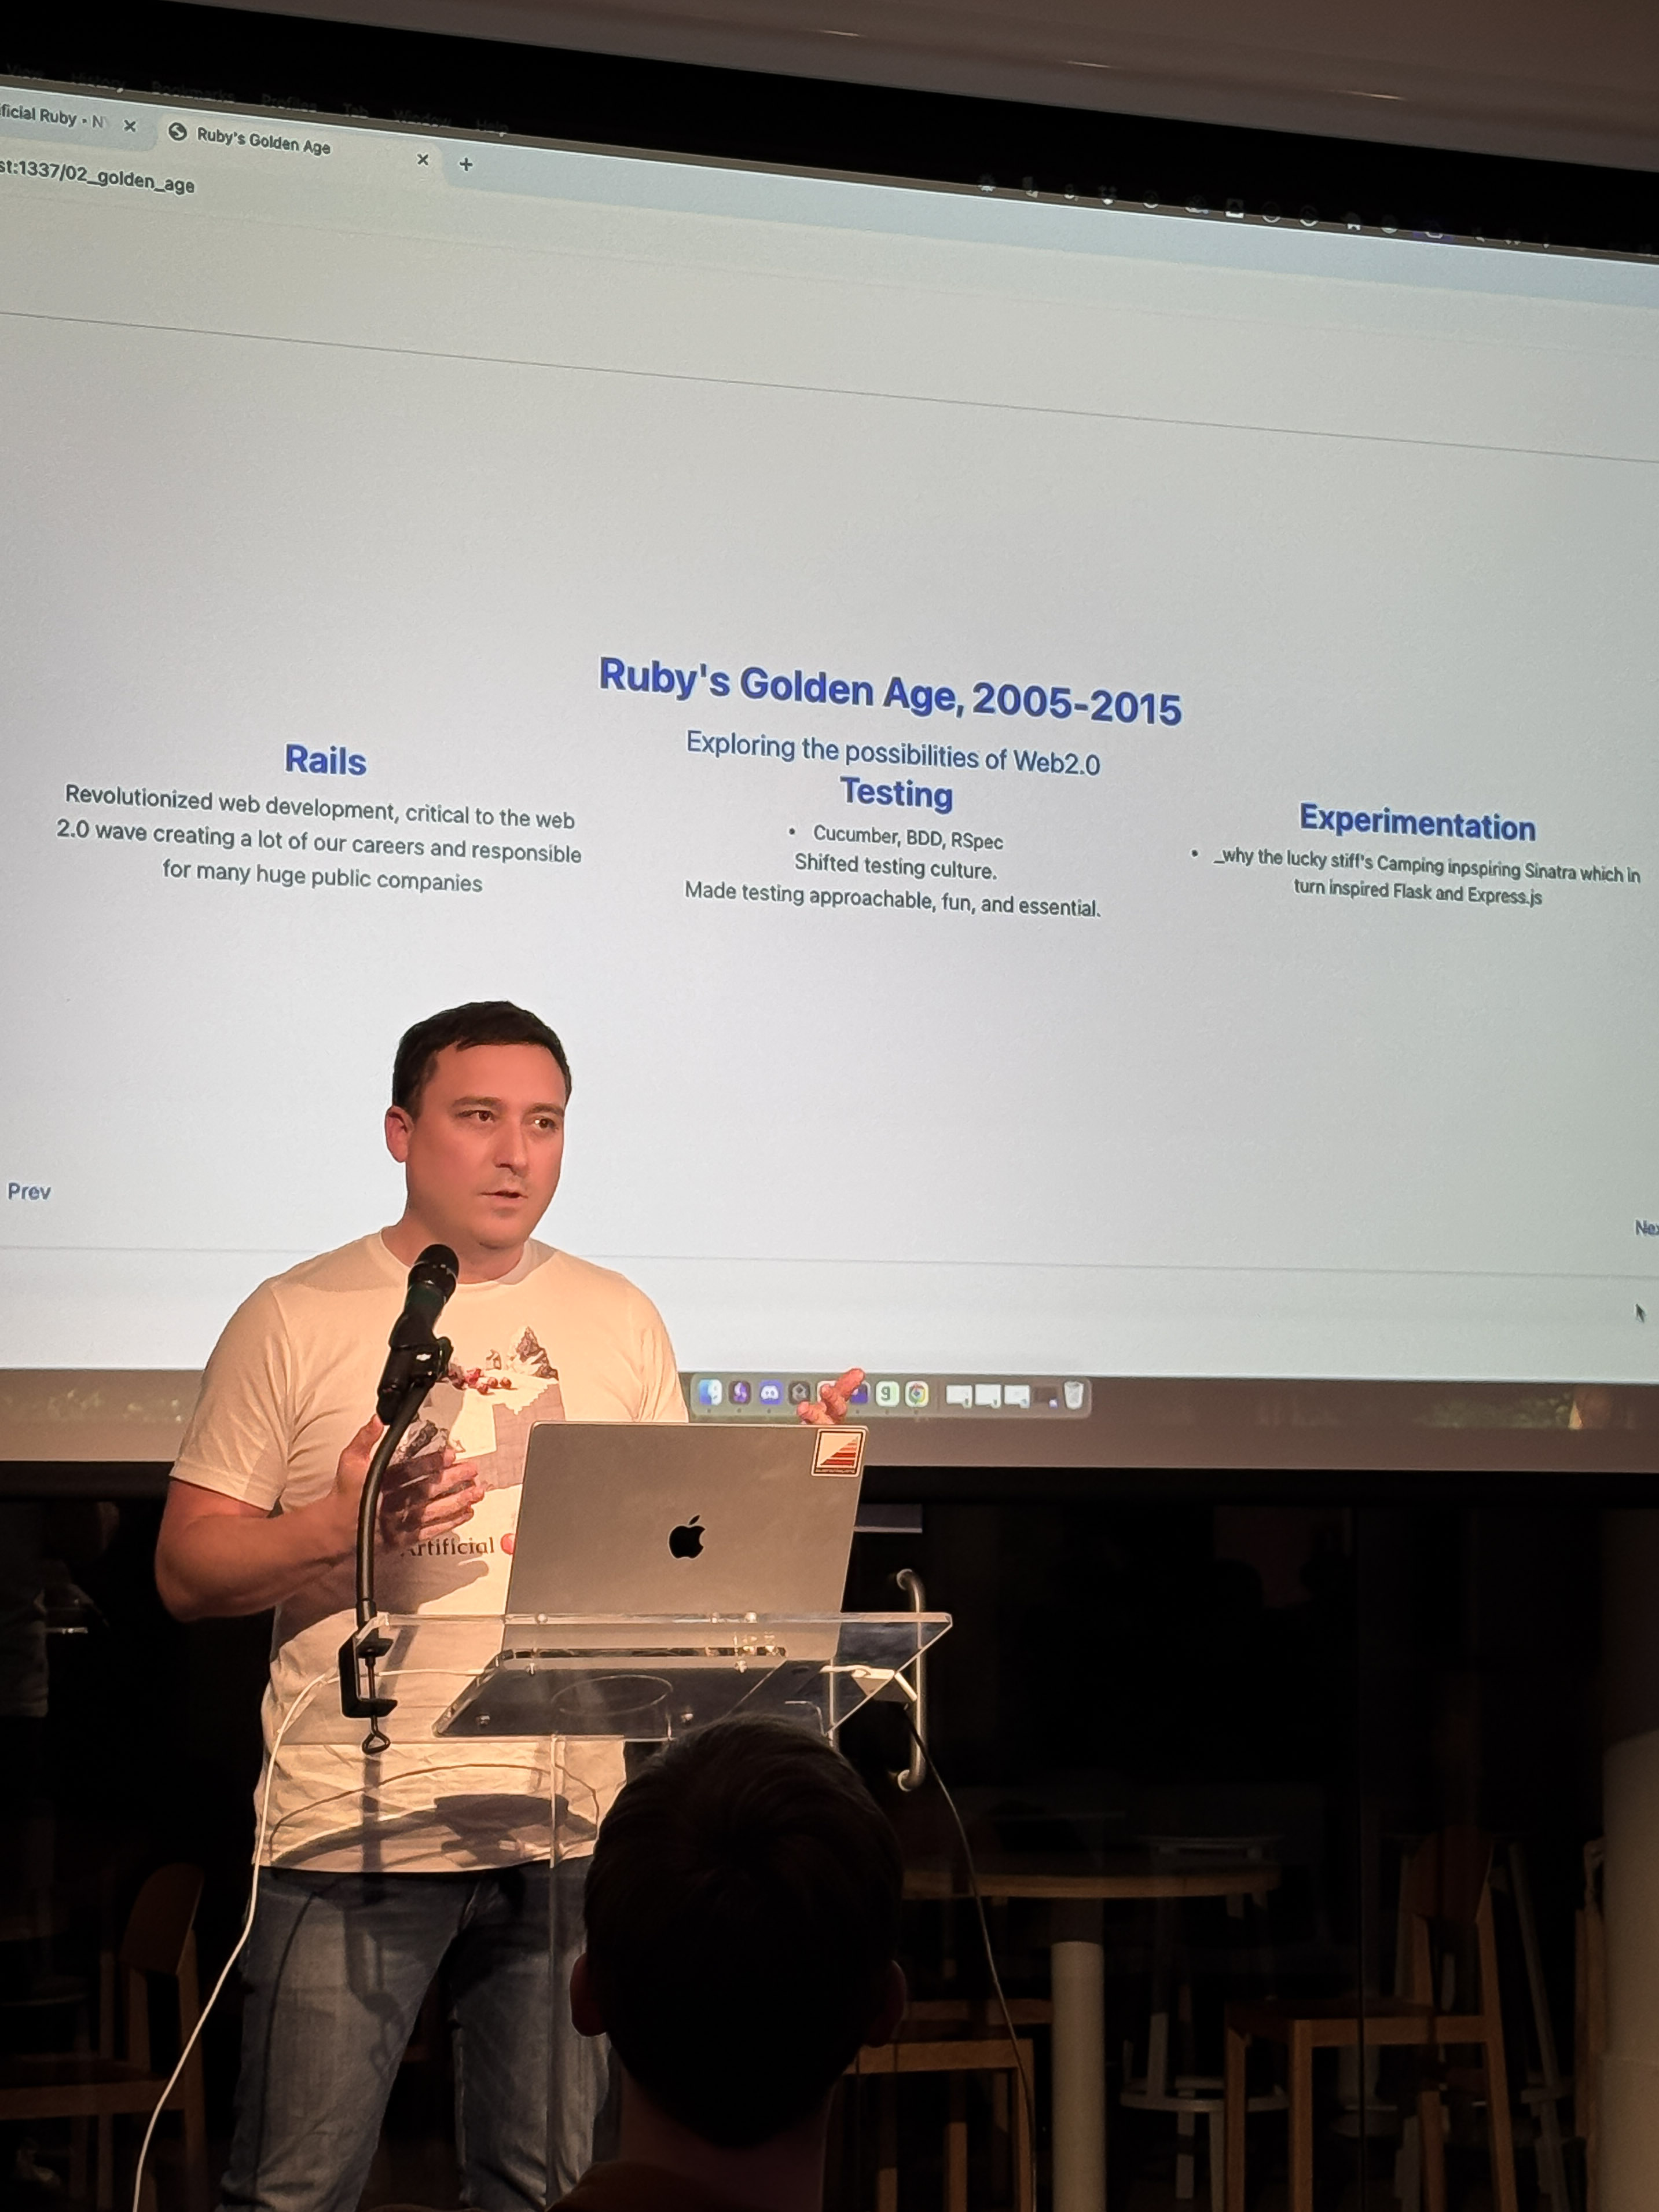 View History Bookmarks Profiles Tab Window Help
ficial Ruby • N
Ruby's Golden Age
st:1337/02_golden_age
Ruby's Golden Age, 2005-2015
Exploring the possibilities of Web2.0
Rails
Revolutionized web development, critical to the web
2.0 wave creating a lot of our careers and responsible
for many huge public companies
Testing
• Cucumber, BDD, RSpec
Shifted testing culture.
Made testing approachable, fun, and essential.
Experimentation
• _why the lucky stiff's Camping inpspiring Sinatra which in
turn inspired Flask and Express.js
Prev
Nex
rtificial